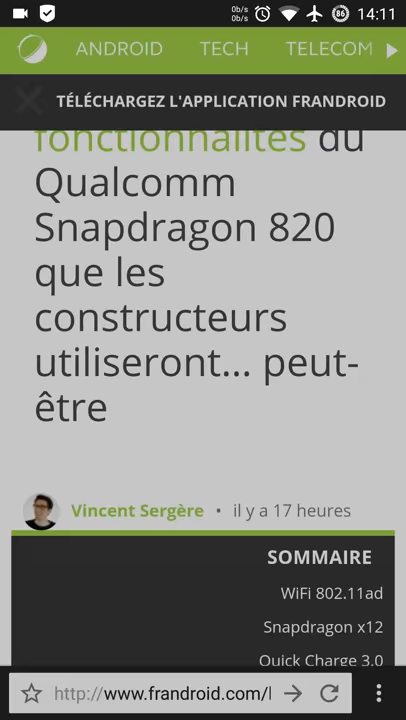 0b/s
0b/s
86
14:11
ANDROID TECH TELECOM
TÉLÉCHARGEZ L'APPLICATION FRANDROID
fonctionnalités du
Qualcomm
Snapdragon 820
que les
constructeurs
utiliseront... peut-
être
Vincent Sergère • il y a 17 heures
SOMMAIRE
WiFi 802.11ad
Snapdragon x12
Quick Charge 3.0
http://www.frandroid.com/